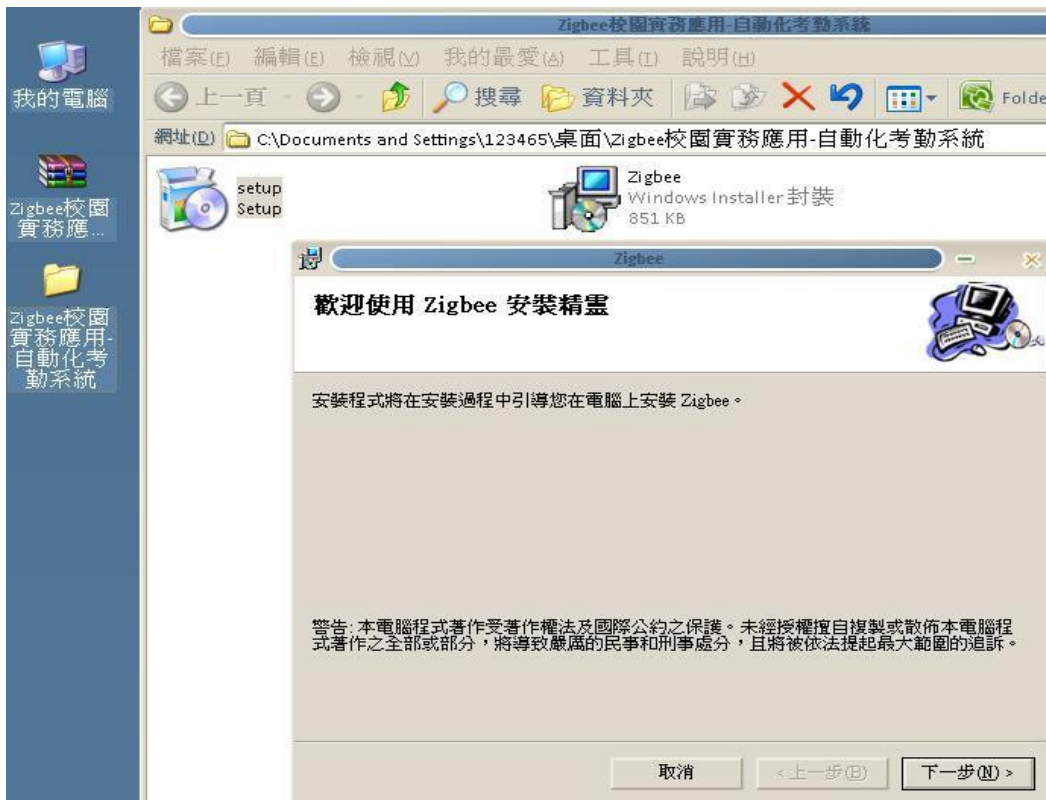 我的電腦
Zigbee校園
實務應...
Zigbee校園
實務應用-
自動化考
勤系統
Zigbee校園實務應用-自動化考勤系統
檔案(F) 編輯(E) 檢視(V) 我的最愛(A) 工具(T) 說明(H)
上一頁 搜尋 資料夾 Folde
網址(D) C:\Documents and Settings\123465\桌面\Zigbee校園實務應用-自動化考勤系統
setup
Setup
Zigbee
Windows Installer 封裝
851 KB
Zigbee
歡迎使用 Zigbee 安裝精靈
安裝程式將在安裝過程中引導您在電腦上安裝 Zigbee。
警告: 本電腦程式著作受著作權法及國際公約之保護。未經授權擅自複製或散佈本電腦程
式著作之全部或部分，將導致嚴厲的民事和刑事處分，且將被依法提起最大範圍的追訴。
取消 <上一步(B) 下一步(N) >